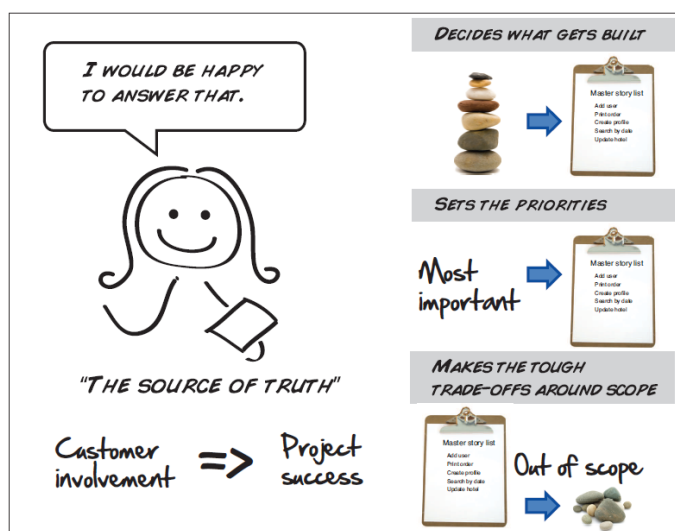 I WOULD BE HAPPY
TO ANSWER THAT.
"THE SOURCE OF TRUTH"
Customer
involvement
=>
Project
success
DECIDES WHAT GETS BUILT
Master story list
Add user
Print order
Create profile
Search by date
Update hotel
SETS THE PRIORITIES
Most
important
Master story list
Add user
Print order
Create profile
Search by date
Update hotel
MAKES THE TOUGH
TRADE-OFFS AROUND SCOPE
Master story list
Add user
Print order
Create profile
Search by date
Update hotel
Out of scope